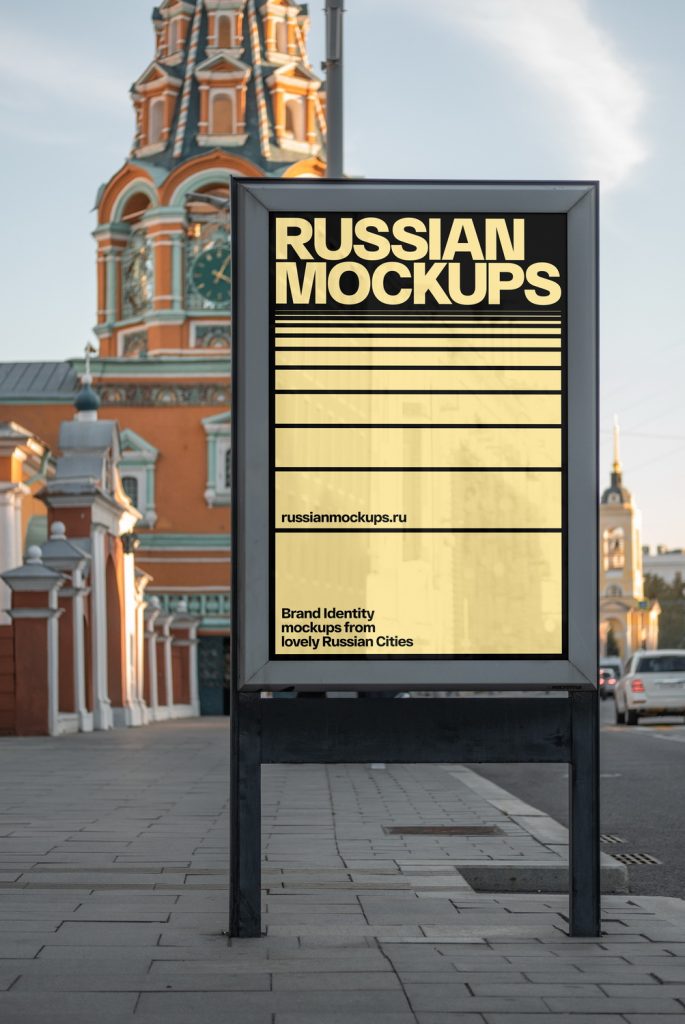 RUSSIAN
MOCKUPS
russianmockups.ru
Brand Identity
mockups from
lovely Russian Cities